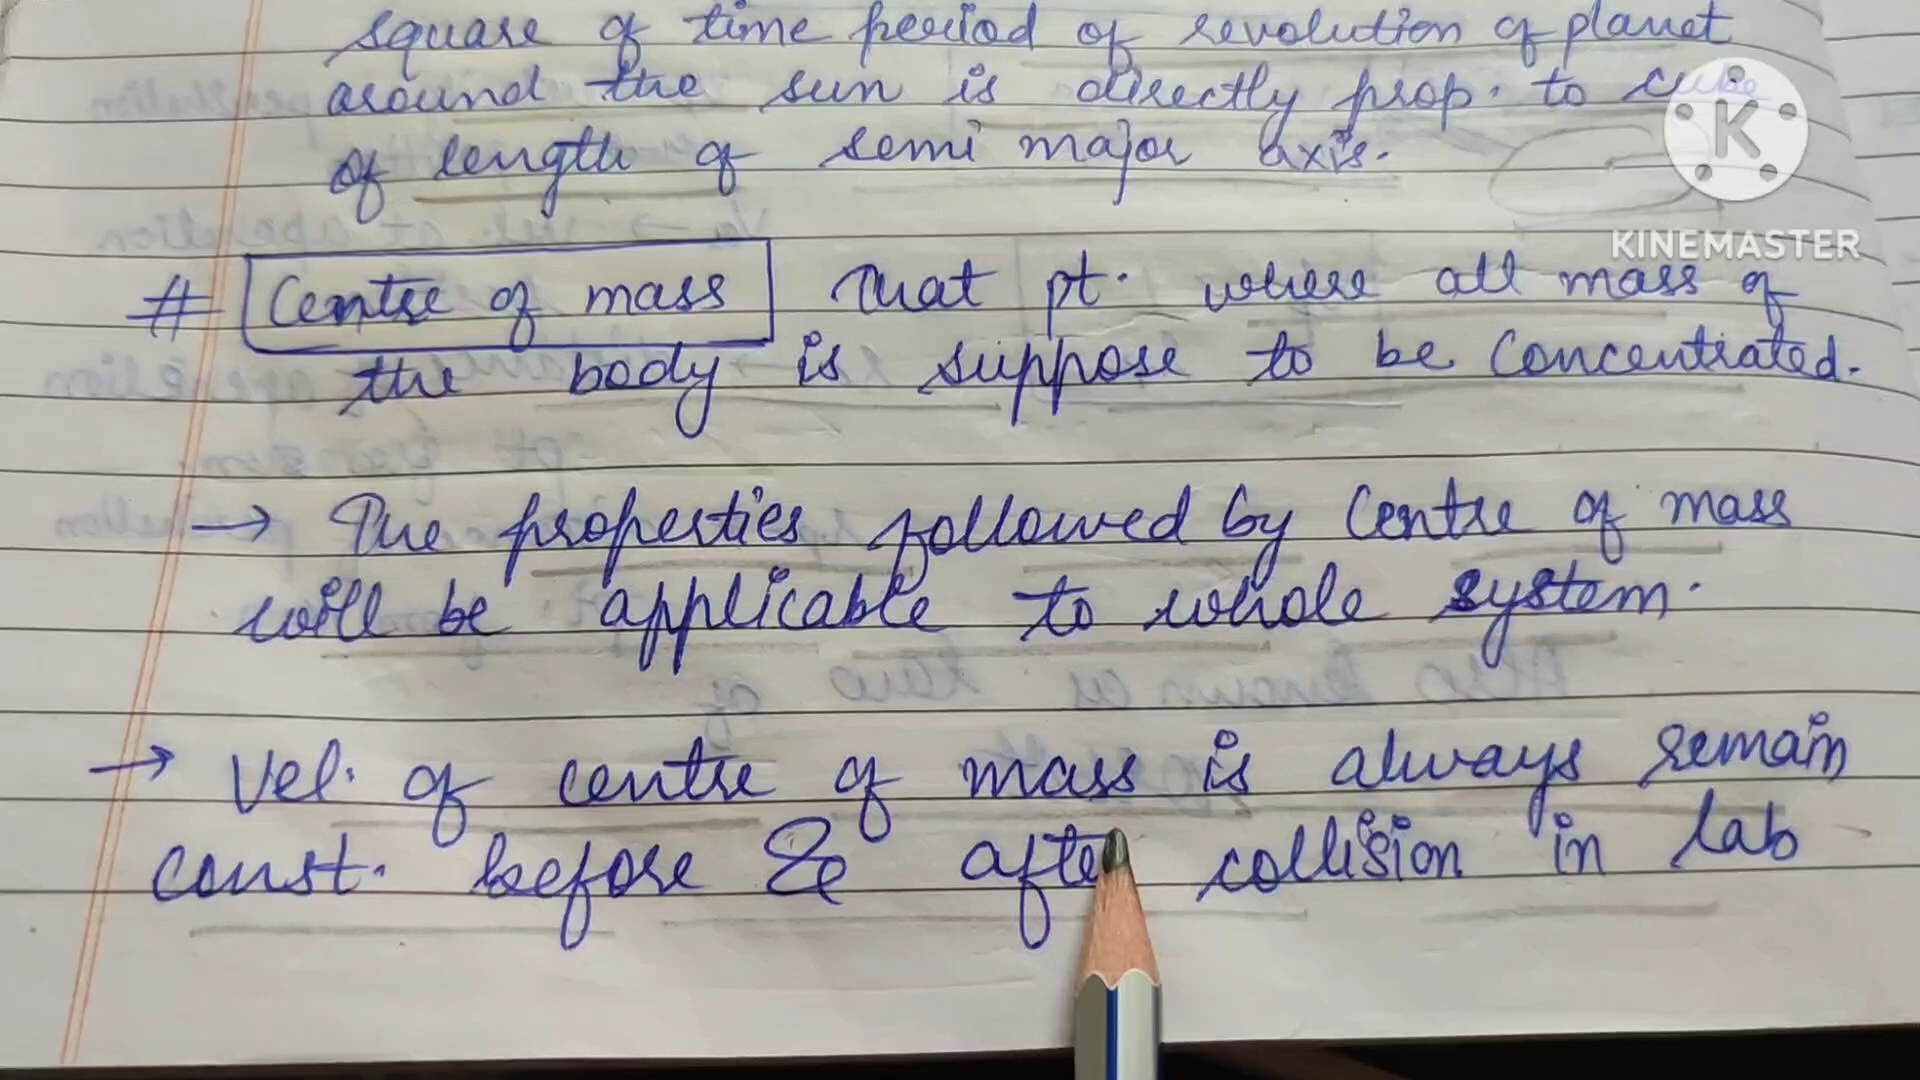 square of time period of revolution of planet
around the sun is directly prop. to cube
of length of semi major axis.
K
KINEMASTER
# Centre of mass That pt. where all mass of
the body is suppose to be concentrated.
→ The properties followed by Centre of mass
will be applicable to whole system.
→ Vel. of centre of mass is always remain
const. before & after collision in lab